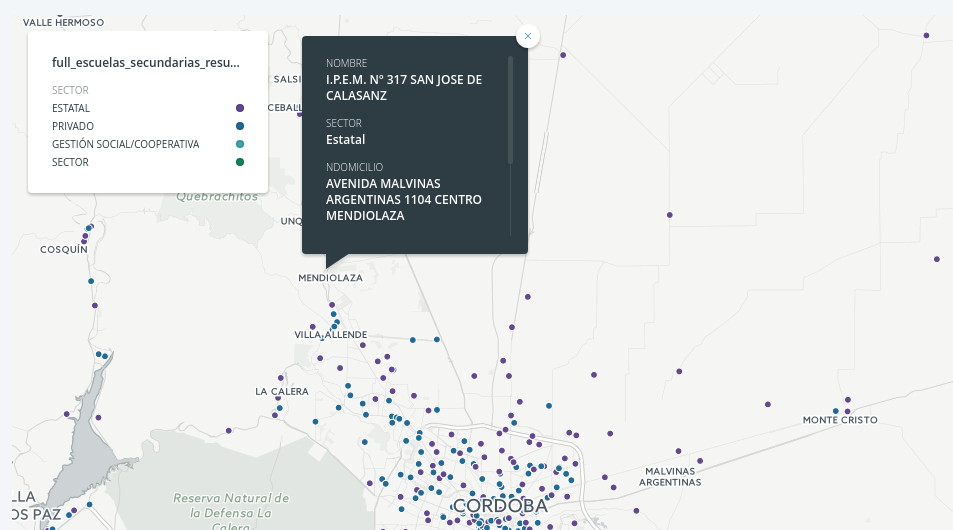 VALLE HERMOSO
full_escuelas_secundarias_resu...
SECTOR
ESTATAL
PRIVADO
GESTIÓN SOCIAL/COOPERATIVA
SECTOR
NOMBRE
I.P.E.M. Nº 317 SAN JOSE DE
CALASANZ
SECTOR
Estatal
NDOMICILIO
AVENIDA MALVINAS
ARGENTINAS 1104 CENTRO
MENDIOLAZA
SALSI
CEBALL
Quebrachitos
UNQ
COSQUÍN
MENDIOLAZA
VILLA ALLENDE
LA CALERA
MONTE CRISTO
MALVINAS
ARGENTINAS
Reserva Natural de
la Defensa La
Calera
CORDOBA
LLA
OS PAZ